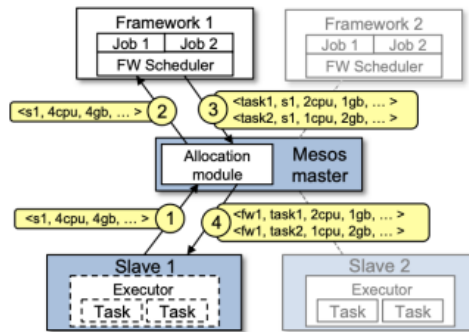 Framework 1
Job 1 Job 2
FW Scheduler
Framework 2
Job 1 Job 2
FW Scheduler
<s1, 4cpu, 4gb, … >
2
3
<task1, s1, 2cpu, 1gb, … >
<task2, s1, 1cpu, 2gb, … >
Allocation
module
Mesos
master
<s1, 4cpu, 4gb, … >
1
4
<fw1, task1, 2cpu, 1gb, … >
<fw1, task2, 1cpu, 2gb, … >
Slave 1
Executor
Task Task
Slave 2
Executor
Task Task